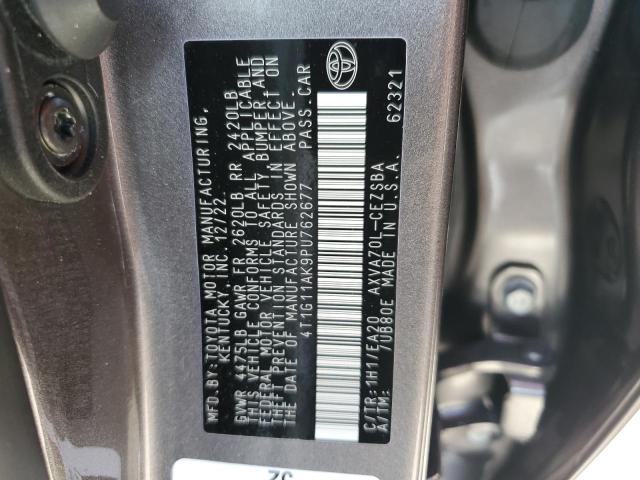 MFD. BY: TOYOTA MOTOR MANUFACTURING,
KENTUCKY, INC. 12/22
GVWR 4475LB GAWR FR 2620LB RR 2420LB
THIS VEHICLE CONFORMS TO ALL APPLICABLE
FEDERAL MOTOR VEHICLE SAFETY BUMPER, AND
THEFT PREVENTION STANDARDS IN EFFECT ON
THE DATE OF MANUFACTURE SHOWN ABOVE.
4T1G11AK9PU762677 PASS. CAR
C/TR: 1H1/EA20 AXVA70L-CEZSBA
A/TM: 7UB80E MADE IN U.S.A. 62321